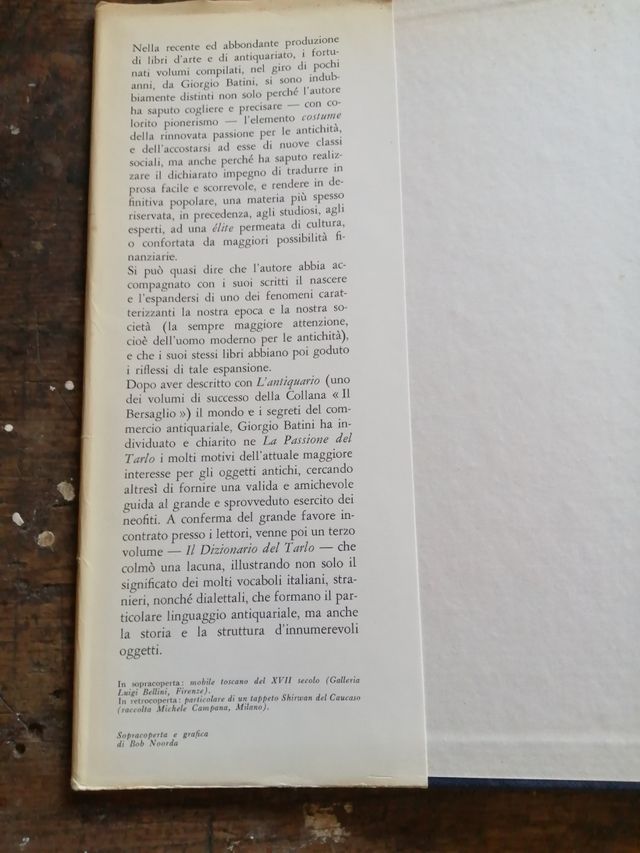 Nella recente ed abbondante produzione
di libri d'arte e di antiquariato, i fortu-
nati volumi compilati, nel giro di pochi
anni, da Giorgio Batini, si sono indub-
biamente distinti non solo perché l'autore
ha saputo cogliere e precisare — con co-
lorito pionerismo — l'elemento costume
della rinnovata passione per le antichità,
e dell'accostarsi ad esse di nuove classi
sociali, ma anche perché ha saputo realiz-
zare il dichiarato impegno di tradurre in
prosa facile e scorrevole, e rendere in de-
finitiva popolare, una materia più spesso
riservata, in precedenza, agli studiosi, agli
esperti, ad una élite permeata di cultura,
o confortata da maggiori possibilità fi-
nanziarie.
Si può quasi dire che l'autore abbia ac-
compagnato con i suoi scritti il nascere
e l'espandersi di uno dei fenomeni carat-
terizzanti la nostra epoca e la nostra so-
cietà (la sempre maggiore attenzione,
cioè dell'uomo moderno per le antichità),
e che i suoi stessi libri abbiano poi goduto
i riflessi di tale espansione.
Dopo aver descritto con L'antiquario (uno
dei volumi di successo della Collana « Il
Bersaglio ») il mondo e i segreti del com-
mercio antiquariale, Giorgio Batini ha in-
dividuato e chiarito ne La Passione del
Tarlo i molti motivi dell'attuale maggiore
interesse per gli oggetti antichi, cercando
altresì di fornire una valida e amichevole
guida al grande e sprovveduto esercito dei
neofiti. A conferma del grande favore in-
contrato presso i lettori, venne poi un terzo
volume — Il Dizionario del Tarlo — che
colmò una lacuna, illustrando non solo il
significato dei molti vocaboli italiani, stra-
nieri, nonché dialettali, che formano il par-
ticolare linguaggio antiquariale, ma anche
la storia e la struttura d'innumerevoli
oggetti.
In sopracoperta: mobile toscano del XVII secolo (Galleria
Luigi Bellini, Firenze).
In retrocoperta: particolare di un tappeto Shirwan del Caucaso
(raccolta Michele Campana, Milano).
Sopracoperta e grafica
di Bob Noorda